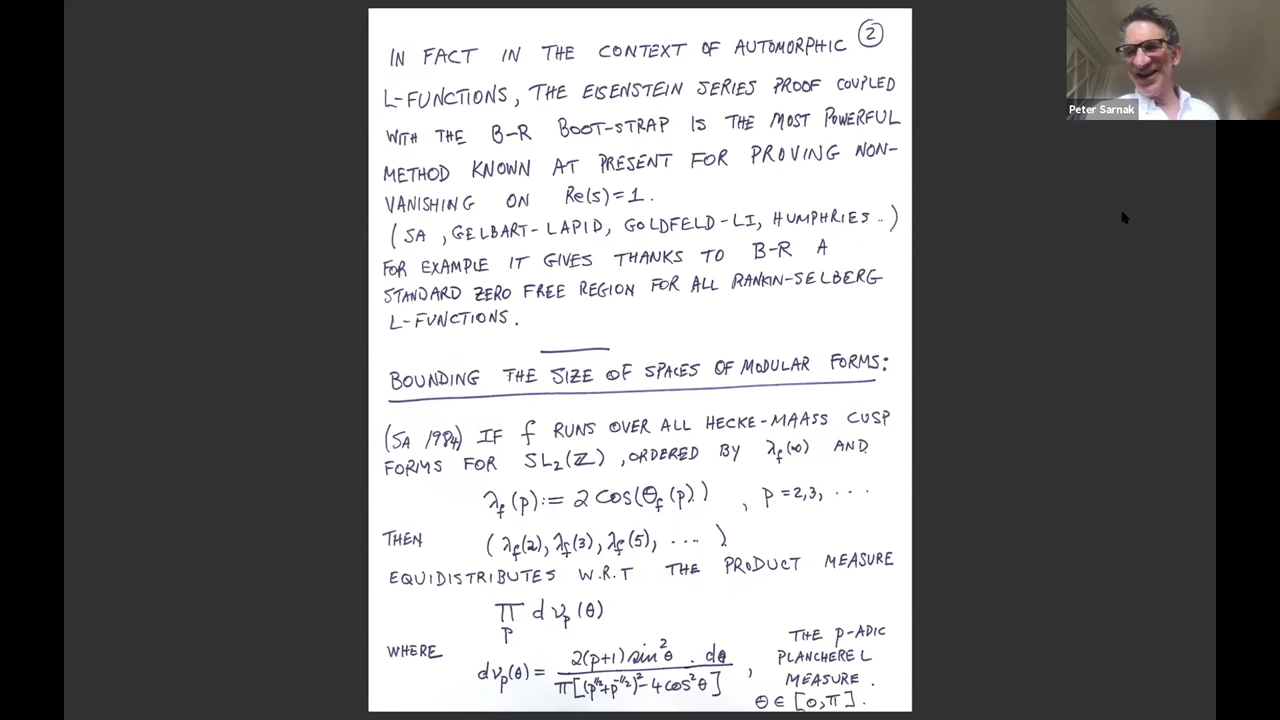 IN FACT IN THE CONTEXT OF AUTOMORPHIC ②
L-FUNCTIONS, THE EISENSTEIN SERIES PROOF COUPLED
WITH THE B-R BOOT-STRAP IS THE MOST POWERFUL
METHOD KNOWN AT PRESENT FOR PROVING NON-
VANISHING ON Re(s)=1.
(SA, GELBART-LAPID, GOLDFELD-LI, HUMPHRIES..)
FOR EXAMPLE IT GIVES THANKS TO B-R A
STANDARD ZERO FREE REGION FOR ALL RANKIN-SELBERG
L-FUNCTIONS.
BOUNDING THE SIZE OF SPACES OF MODULAR FORMS:
(SA 1984) IF f RUNS OVER ALL HECKE-MAASS CUSP
FORMS FOR SL₂(ℤ), ORDERED BY λ_f(∞) AND
λ_f(p) := 2 Cos(θ_f(p)), p=2,3, ...
THEN (λ_f(2), λ_f(3), λ_f(5), ....)
EQUIDISTRIBUTES W.R.T THE PRODUCT MEASURE
∏_p dν_p(θ)
WHERE dν_p(θ) = 2(p+1) sin²θ . dθ / π[(p^{1/2}+p^{-1/2})² - 4cos²θ] ,
THE p-ADIC
PLANCHEREL
MEASURE.
θ ∈ [0,π].
Peter Sarnak